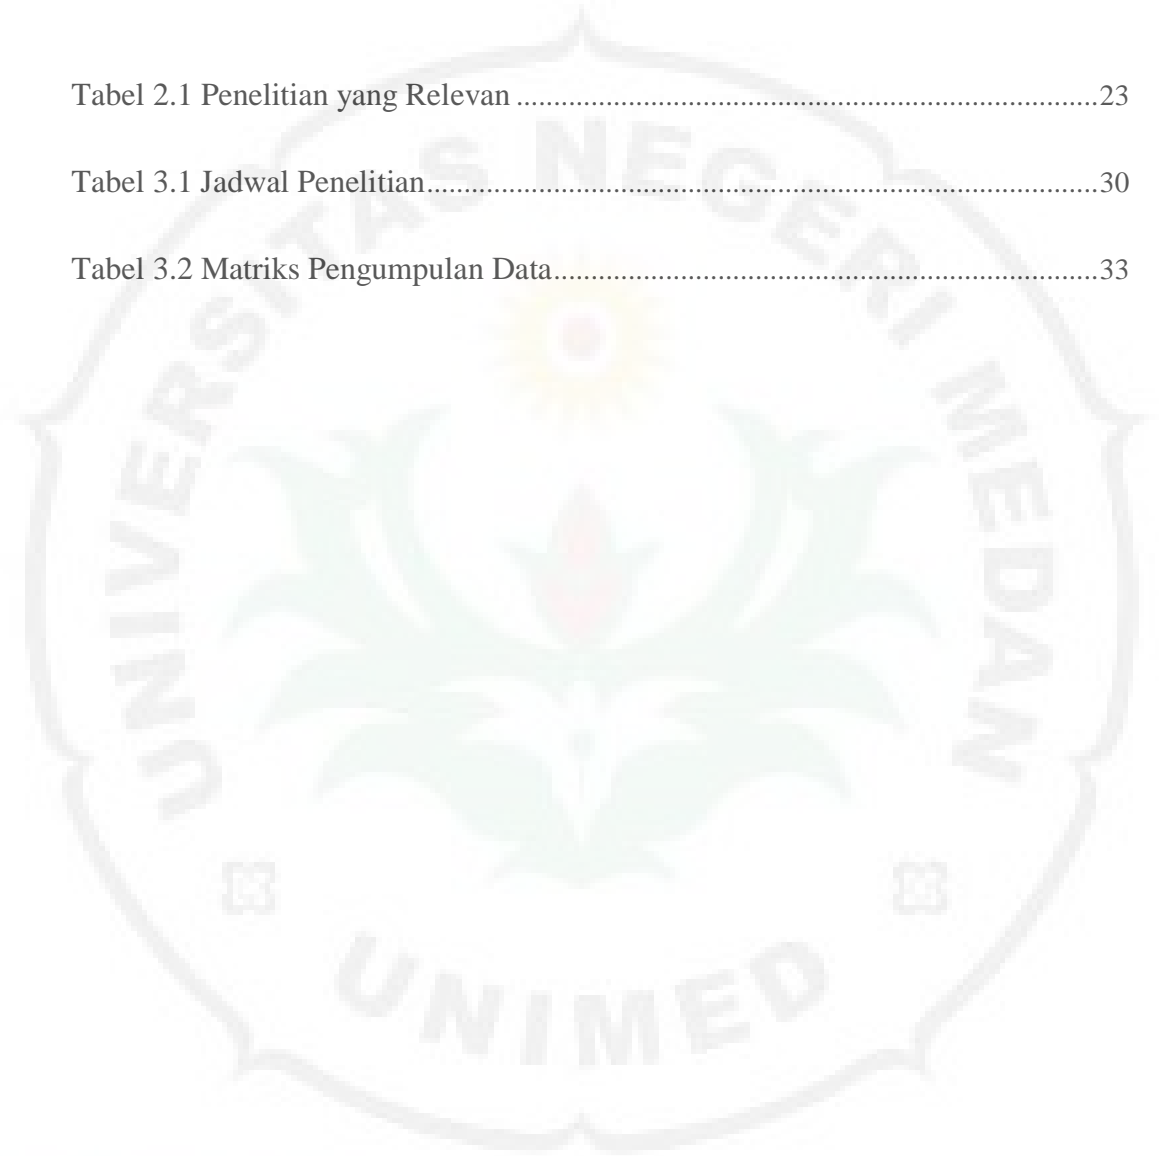 Tabel 2.1 Penelitian yang Relevan ..............................................................................23
Tabel 3.1 Jadwal Penelitian..........................................................................................30
Tabel 3.2 Matriks Pengumpulan Data.........................................................................33
UNIVERSITAS NEGERI MEDAN
UNIMED